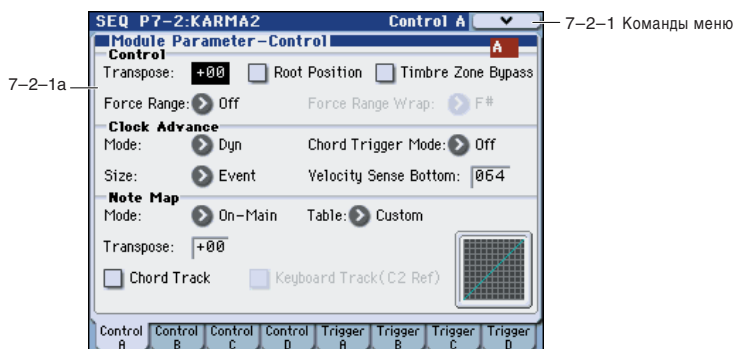 SEQ P7-2:KARMA2 Control A
7–2–1 Команды меню
Module Parameter-Control
A
Control
7–2–1a
Transpose: +00 Root Position Timbre Zone Bypass
Force Range: Off Force Range Wrap: F#
Clock Advance
Mode: Dyn Chord Trigger Mode: Off
Size: Event Velocity Sense Bottom: 064
Note Map
Mode: On-Main Table: Custom
Transpose: +00
Chord Track Keyboard Track(C2 Ref)
Control A Control B Control C Control D Trigger A Trigger B Trigger C Trigger D